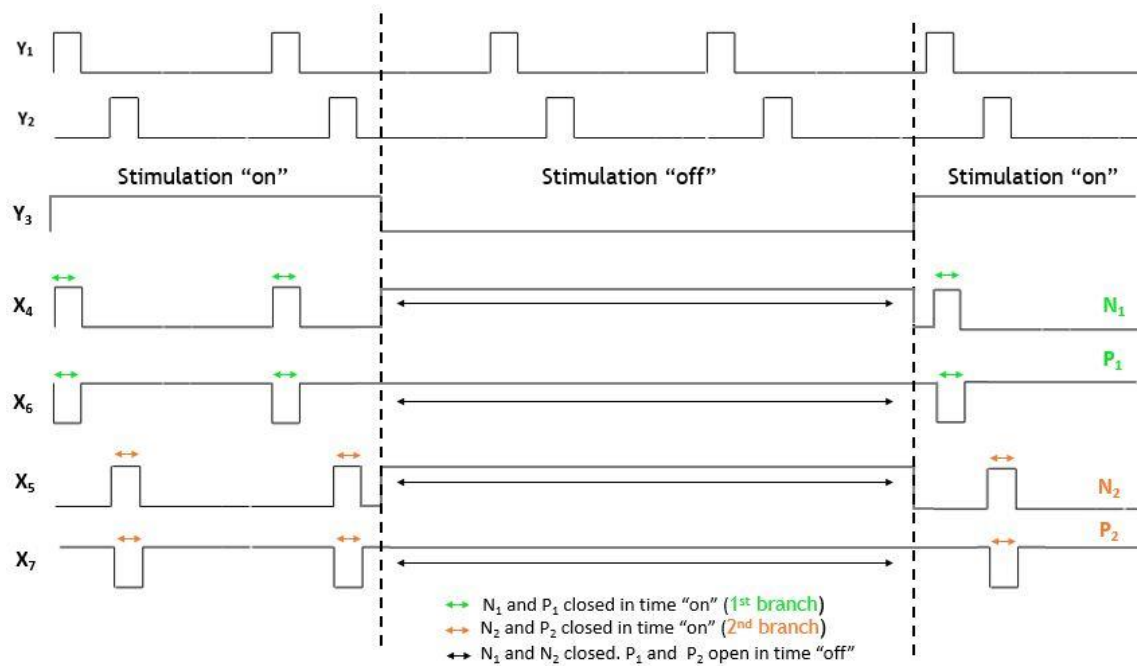 Y₁
Y₂
Stimulation “on” Stimulation “off” Stimulation “on”
Y₃
X₄ N₁
P₁
X₆
X₅ N₂
P₂
X₇
N₁ and P₁ closed in time “on” (1ˢᵗ branch)
N₂ and P₂ closed in time “on” (2ⁿᵈ branch)
N₁ and N₂ closed. P₁ and P₂ open in time “off”